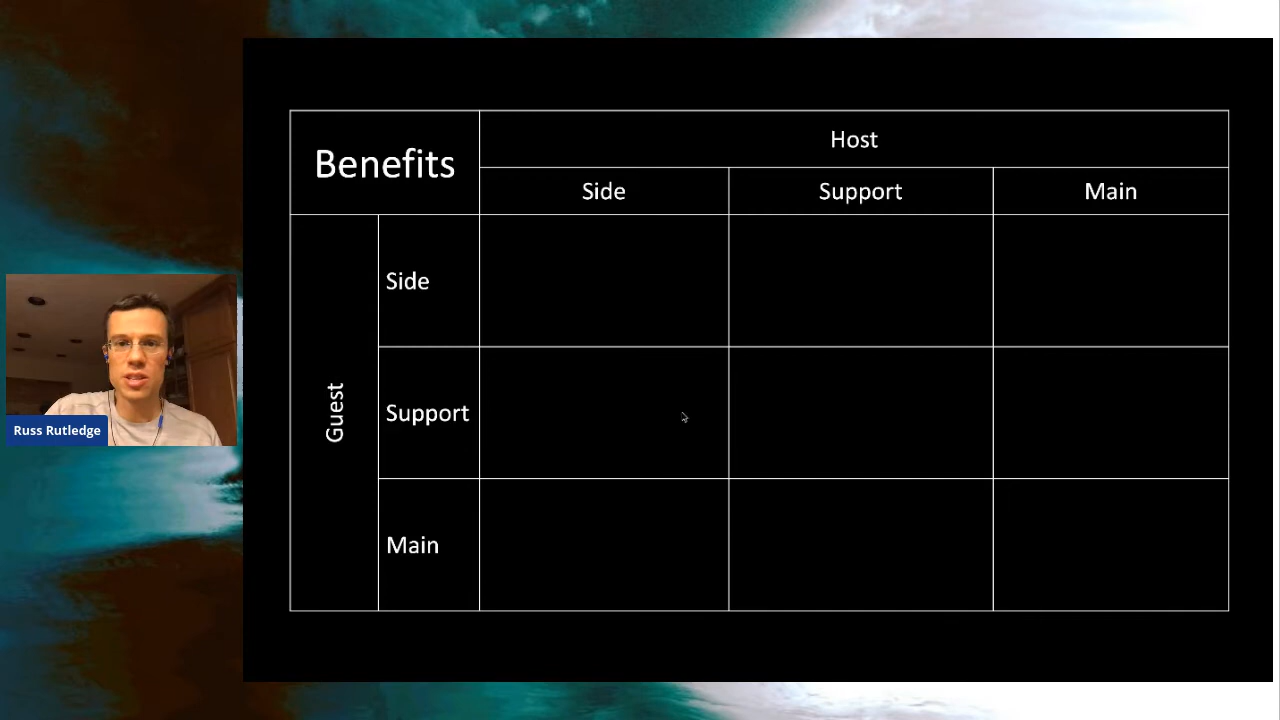 Benefits
Host
Side
Support
Main
Guest
Side
Support
Main
Russ Rutledge